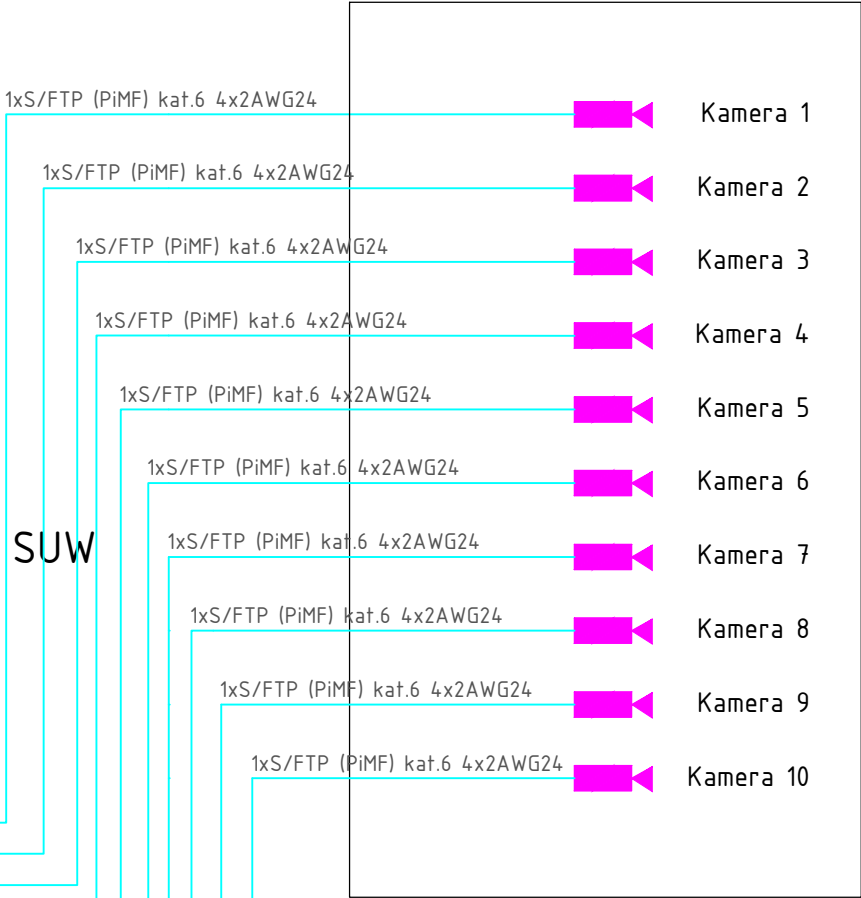 1xS/FTP (PiMF) kat.6 4x2AWG24
Kamera 1
1xS/FTP (PiMF) kat.6 4x2AWG24
Kamera 2
1xS/FTP (PiMF) kat.6 4x2AWG24
Kamera 3
1xS/FTP (PiMF) kat.6 4x2AWG24
Kamera 4
1xS/FTP (PiMF) kat.6 4x2AWG24
Kamera 5
1xS/FTP (PiMF) kat.6 4x2AWG24
Kamera 6
SUW
1xS/FTP (PiMF) kat.6 4x2AWG24
Kamera 7
1xS/FTP (PiMF) kat.6 4x2AWG24
Kamera 8
1xS/FTP (PiMF) kat.6 4x2AWG24
Kamera 9
1xS/FTP (PiMF) kat.6 4x2AWG24
Kamera 10